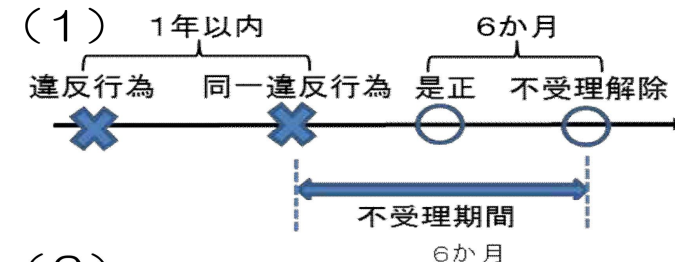 （１）
１年以内
６か月
違反行為
同一違反行為
是正
不受理解除
不受理期間
６か月